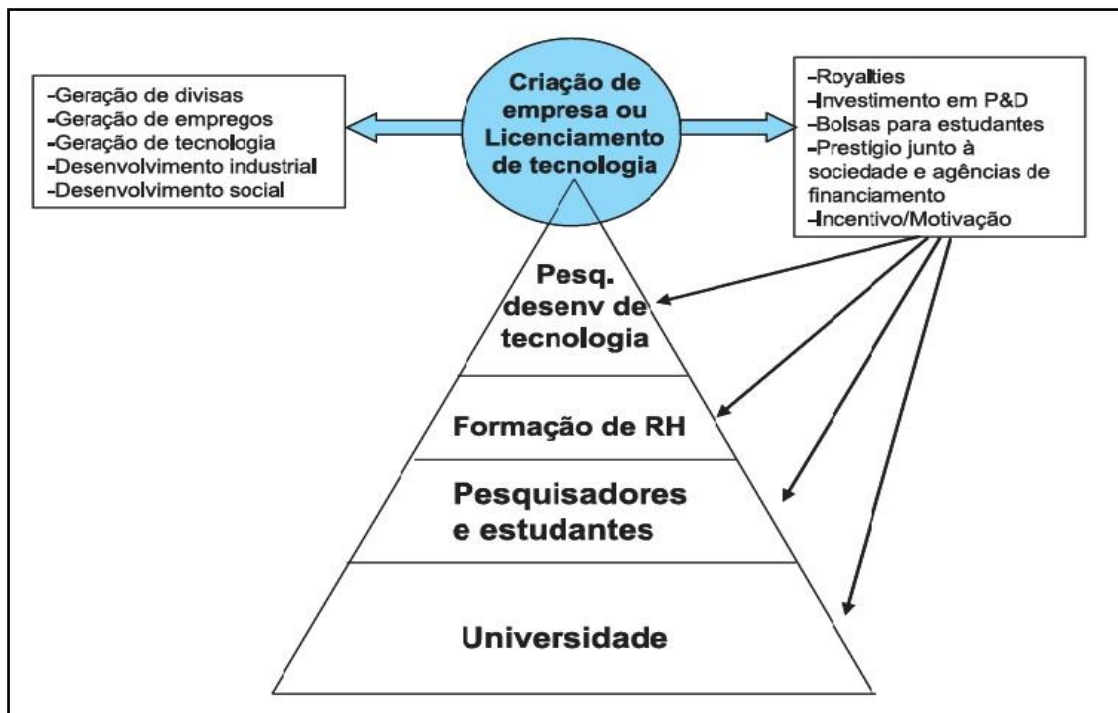 -Geração de divisas
-Geração de empregos
-Geração de tecnologia
-Desenvolvimento industrial
-Desenvolvimento social
Criação de
empresa ou
Licenciamento
de tecnologia
-Royalties
-Investimento em P&D
-Bolsas para estudantes
-Prestígio junto à
sociedade e agências de
financiamento
-Incentivo/Motivação
Pesq.
desenv de
tecnologia
Formação de RH
Pesquisadores
e estudantes
Universidade